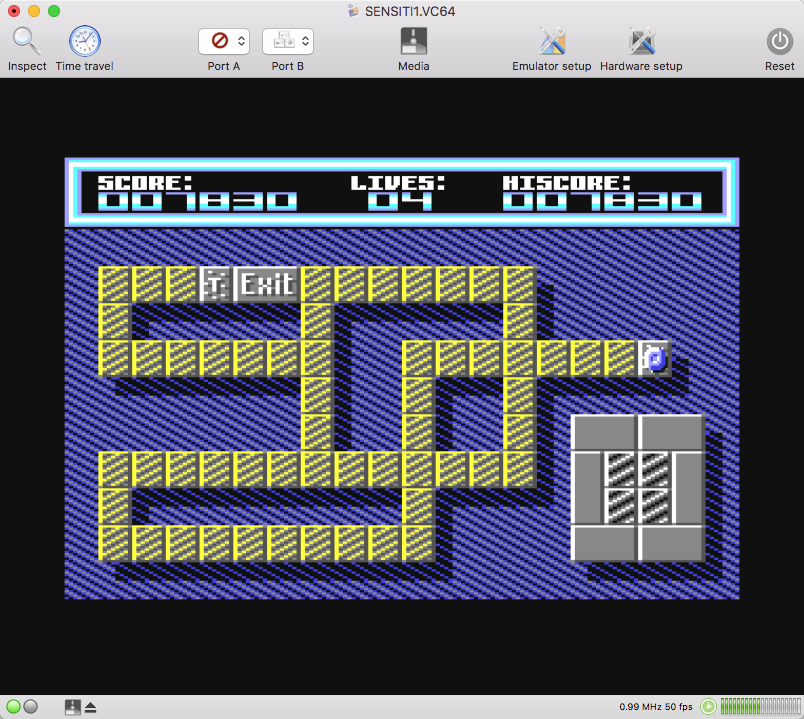 SENSITI1.VC64
Inspect Time travel Port A Port B Media Emulator setup Hardware setup Reset
SCORE: LIVES: HISCORE:
007830 04 007830
T Exit
0.99 MHz 50 fps